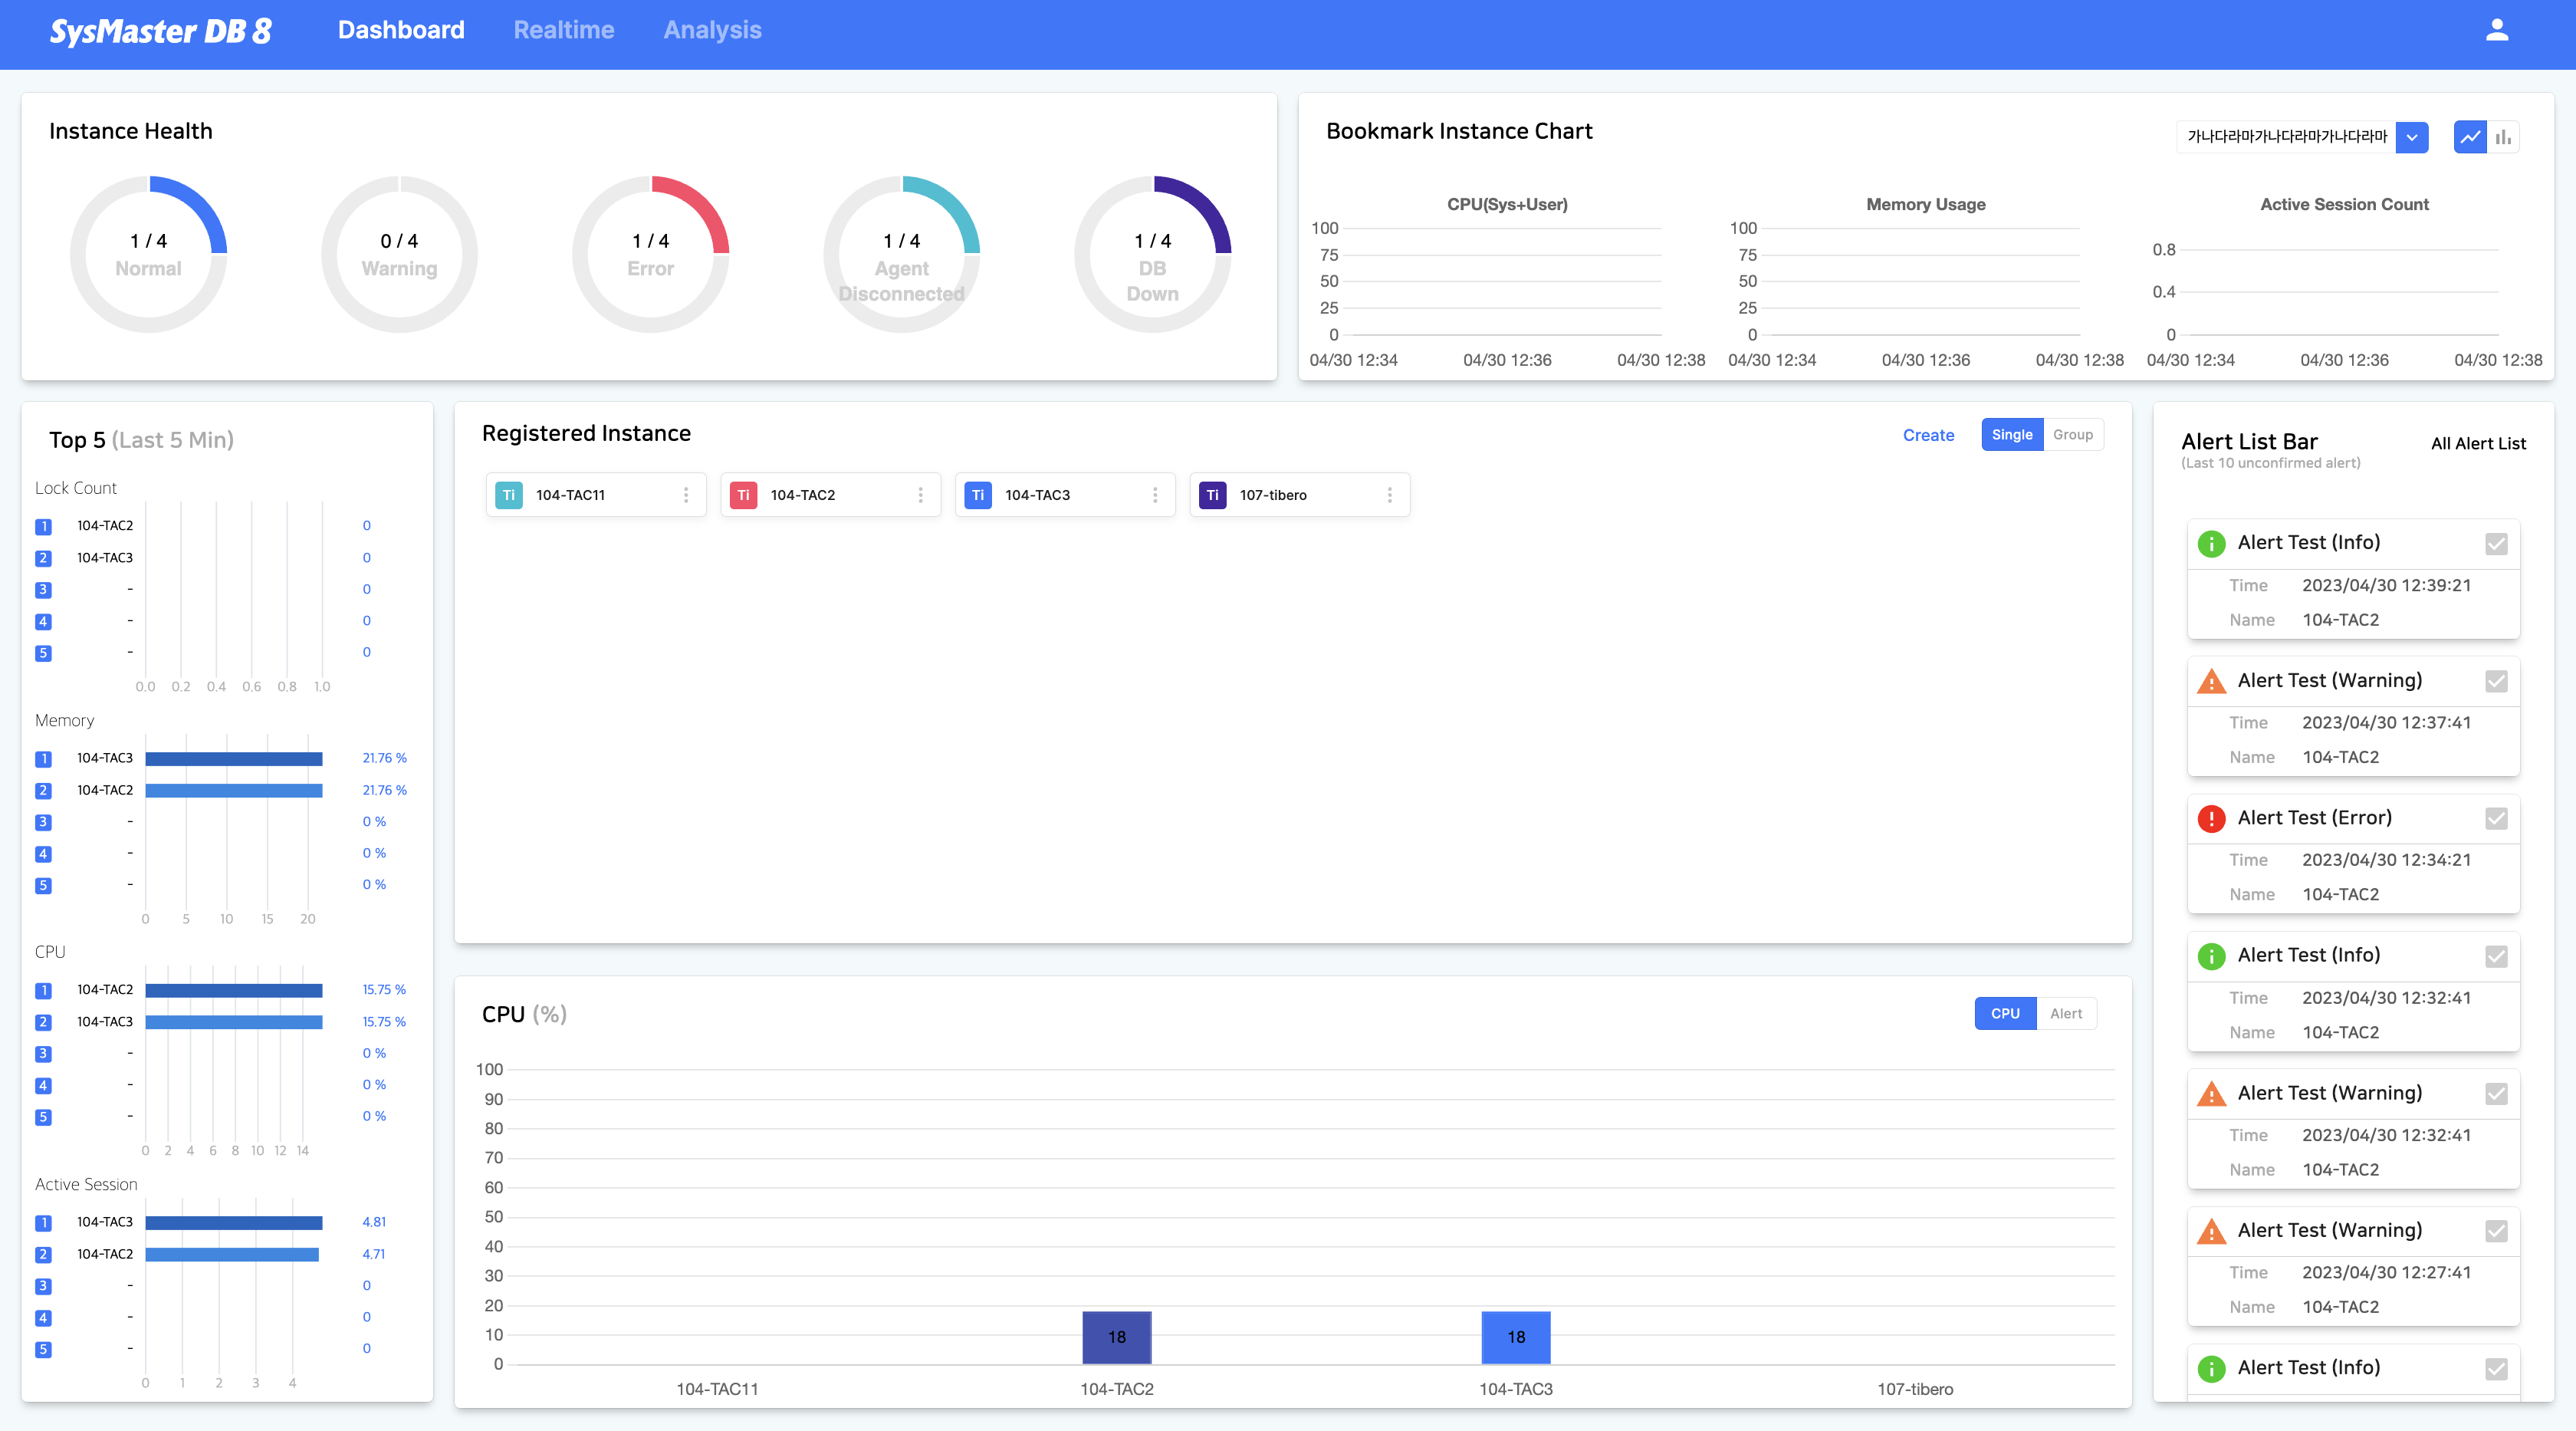 SysMaster DB 8
Dashboard
Realtime
Analysis
Instance Health
1 / 4
Normal
0 / 4
Warning
1 / 4
Error
1 / 4
Agent
Disconnected
1 / 4
DB
Down
Bookmark Instance Chart
가나다라마가나다라마가나다라마
CPU(Sys+User)
100
75
50
25
0
04/30 12:34
04/30 12:36
04/30 12:38
Memory Usage
100
75
50
25
0
04/30 12:34
04/30 12:36
04/30 12:38
Active Session Count
0.8
0.4
0
04/30 12:34
04/30 12:36
04/30 12:38
Top 5 (Last 5 Min)
Lock Count
1 104-TAC2 0
2 104-TAC3 0
3 - 0
4 - 0
5 - 0
0.0 0.2 0.4 0.6 0.8 1.0
Memory
1 104-TAC3 21.76 %
2 104-TAC2 21.76 %
3 - 0 %
4 - 0 %
5 - 0 %
0 5 10 15 20
CPU
1 104-TAC2 15.75 %
2 104-TAC3 15.75 %
3 - 0 %
4 - 0 %
5 - 0 %
0 2 4 6 8 10 12 14
Active Session
1 104-TAC3 4.81
2 104-TAC2 4.71
3 - 0
4 - 0
5 - 0
0 1 2 3 4
Registered Instance
Create
Single
Group
Ti 104-TAC11
Ti 104-TAC2
Ti 104-TAC3
Ti 107-tibero
CPU (%)
CPU
Alert
100
90
80
70
60
50
40
30
20
10
0
18
18
104-TAC11
104-TAC2
104-TAC3
107-tibero
Alert List Bar
(Last 10 unconfirmed alert)
All Alert List
Alert Test (Info)
Time 2023/04/30 12:39:21
Name 104-TAC2
Alert Test (Warning)
Time 2023/04/30 12:37:41
Name 104-TAC2
Alert Test (Error)
Time 2023/04/30 12:34:21
Name 104-TAC2
Alert Test (Info)
Time 2023/04/30 12:32:41
Name 104-TAC2
Alert Test (Warning)
Time 2023/04/30 12:32:41
Name 104-TAC2
Alert Test (Warning)
Time 2023/04/30 12:27:41
Name 104-TAC2
Alert Test (Info)